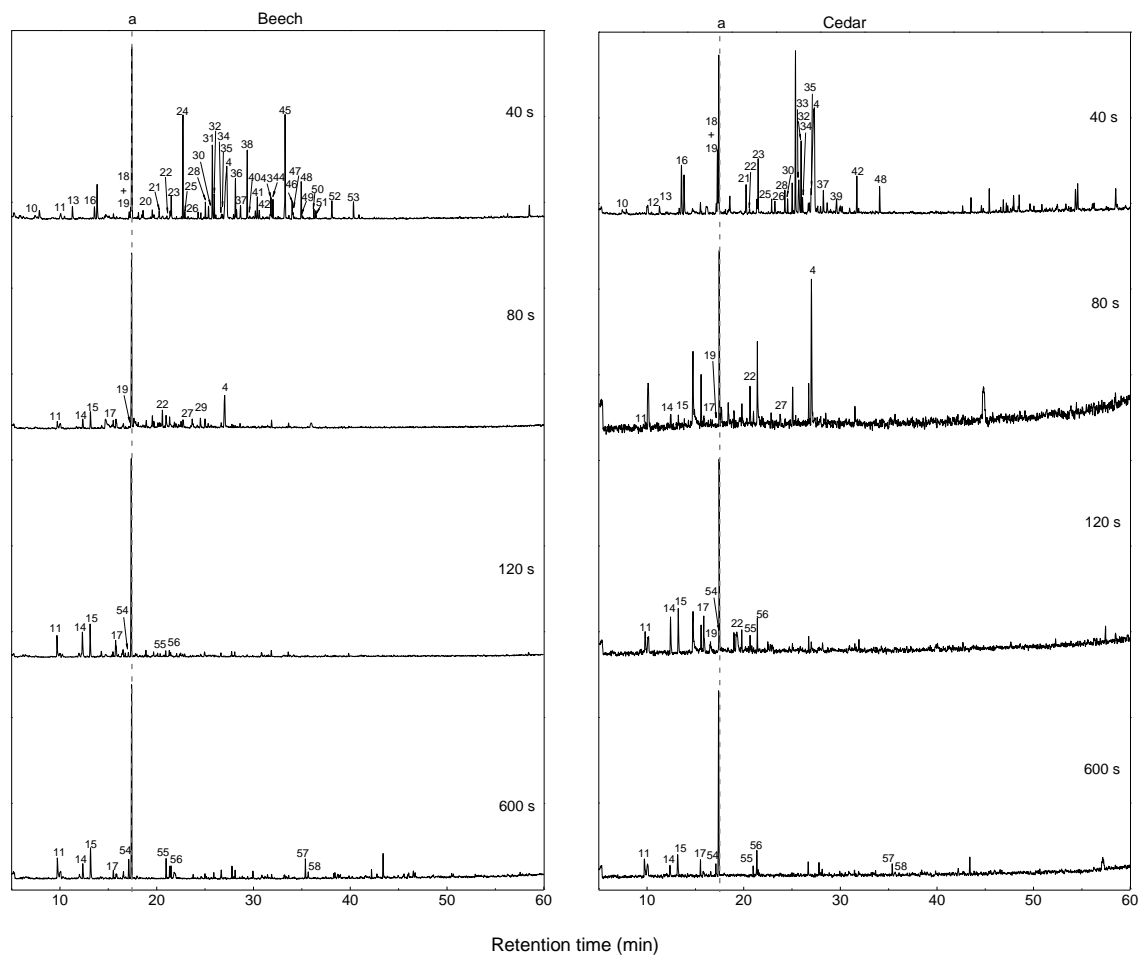 a Beech
40 s
10 11 13 16 18 + 19 20 21 22 23 24 25 26 28 30 31 32 34 35 4 36 37 38 40 41 42 43 44 45 46 47 48 49 50 51 52 53
80 s
11 14 15 17 19 22 27 29 4
120 s
11 14 15 17 54 55 56
600 s
11 14 15 17 54 55 56 57 58
10 20 30 40 50 60
a Cedar
40 s
10 12 13 16 18 + 19 21 22 23 25 26 28 30 33 32 34 35 4 37 39 42 48
80 s
11 14 15 17 19 22 27 4
120 s
11 14 15 17 19 54 22 55 56
600 s
11 14 15 17 54 55 56 57 58
10 20 30 40 50 60
Retention time (min)